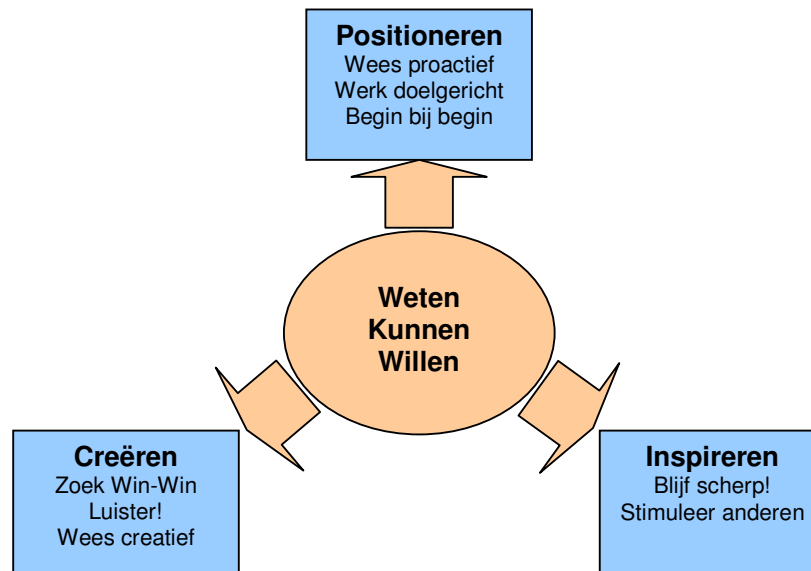 Positioneren
Wees proactief
Werk doelgericht
Begin bij begin
Weten
Kunnen
Willen
Creëren
Zoek Win-Win
Luister!
Wees creatief
Inspireren
Blijf scherp!
Stimuleer anderen